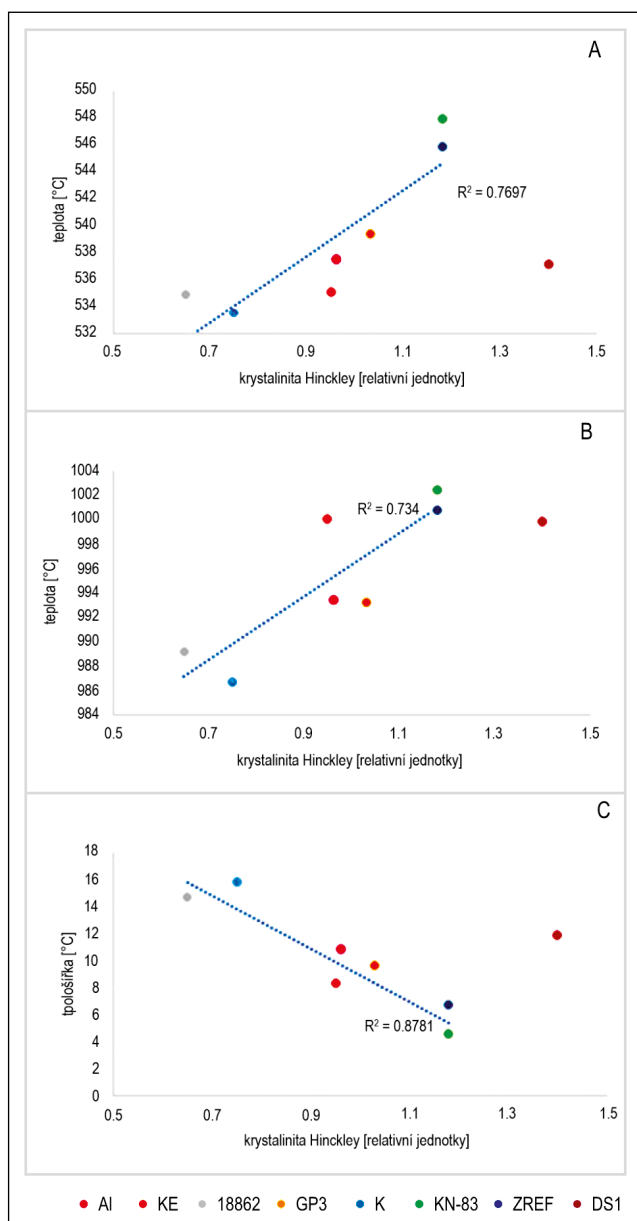 A
550
548
546
544
542
540
538
536
534
532
teplota [°C]
R² = 0.7697
0.5 0.7 0.9 1.1 1.3 1.5
krystalinita Hinckley [relativní jednotky]
B
1004
1002
1000
998
996
994
992
990
988
986
984
teplota [°C]
R² = 0.734
0.5 0.7 0.9 1.1 1.3 1.5
krystalinita Hinckley [relativní jednotky]
C
18
16
14
12
10
8
6
4
2
0
tpološířka [°C]
R² = 0.8781
0.5 0.7 0.9 1.1 1.3 1.5
krystalinita Hinckley [relativní jednotky]
AI KE 18862 GP3 K KN-83 ZREF DS1